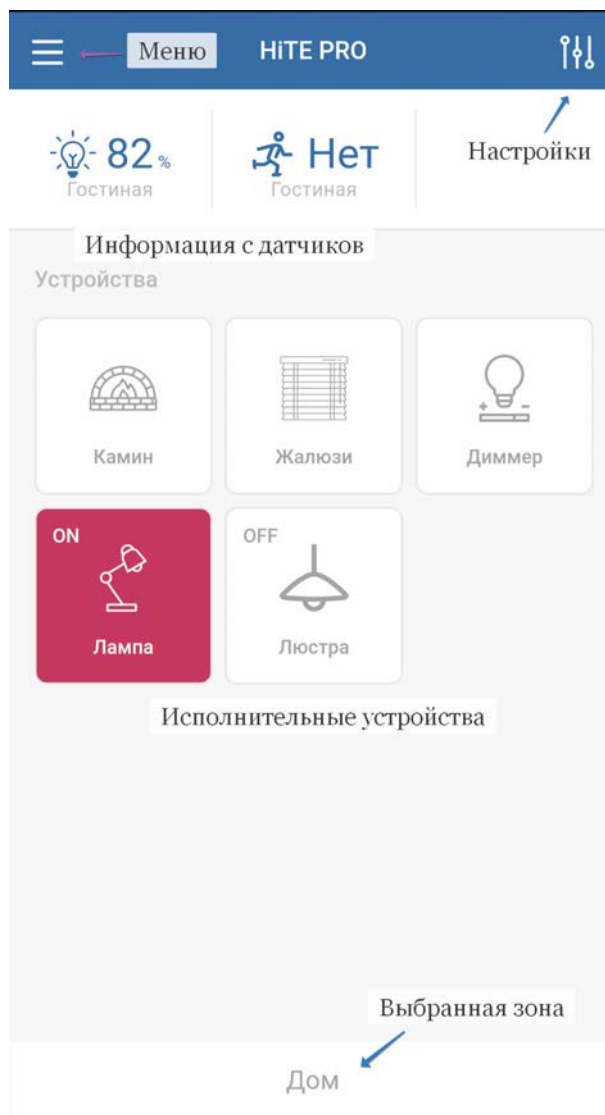 Меню
HiTE PRO
Настройки
82 %
Гостиная
Нет
Гостиная
Информация с датчиков
Устройства
Камин
Жалюзи
Диммер
ON
Лампа
OFF
Люстра
Исполнительные устройства
Выбранная зона
Дом